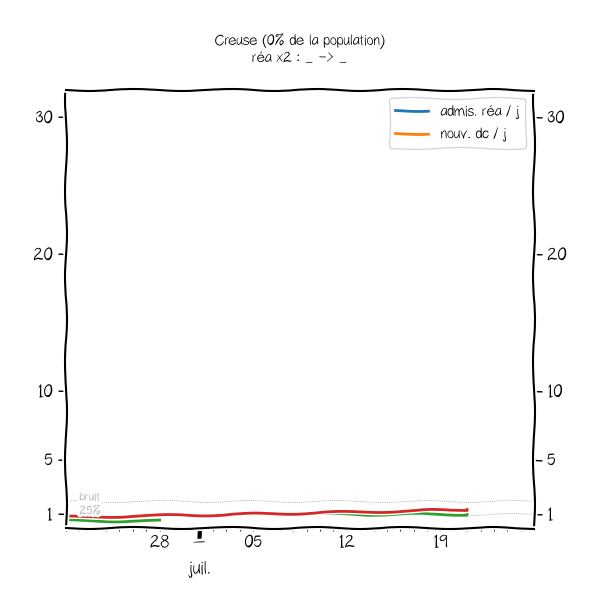 Creuse (0% de la population)
réa x2 : _ -> _
admis. réa / j
nouv. dc / j
30
30
20
20
10
10
5
5
bruit
25%
1
1
28
05
12
19
juil.